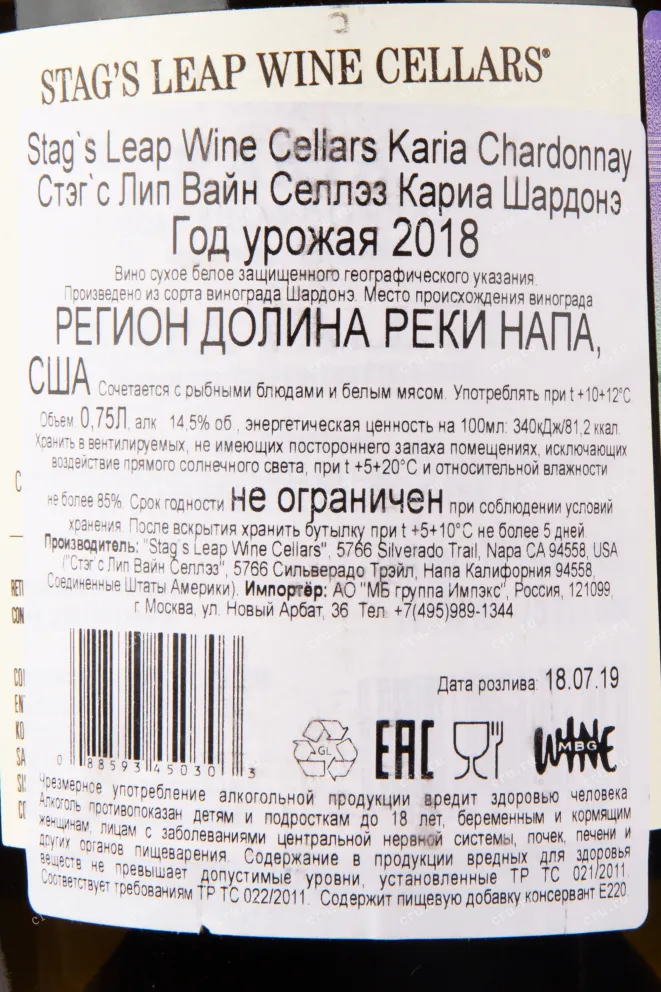 STAG'S LEAP WINE CELLARS®
Stag`s Leap Wine Cellars Karia Chardonnay
Стэг`с Лип Вайн Селлэз Кариа Шардонэ
Год урожая 2018
Вино сухое белое защищенного географического указания.
Произведено из сорта винограда Шардонэ. Место происхождения винограда
РЕГИОН ДОЛИНА РЕКИ НАПА,
США Сочетается с рыбными блюдами и белым мясом. Употреблять при t +10+12°C
Объем 0,75Л, алк 14,5% об., энергетическая ценность на 100мл: 340кДж/81,2 ккал.
Хранить в вентилируемых, не имеющих постороннего запаха помещениях, исключающих
воздействие прямого солнечного света, при t +5+20°C и относительной влажности
не более 85%. Срок годности не ограничен при соблюдении условий
хранения. После вскрытия хранить бутылку при t +5+10°C не более 5 дней.
Производитель: "Stag`s Leap Wine Cellars", 5766 Silverado Trail, Napa CA 94558, USA
("Стэг`с Лип Вайн Селлэз", 5766 Сильверадо Трэйл, Напа Калифорния 94558,
Соединенные Штаты Америки). Импортёр: АО "МБ группа Импэкс", Россия, 121099,
г. Москва, ул. Новый Арбат, 36 Тел. +7(495)989-1344
Дата розлива: 18.07.19
0 88593 45030 3
GL
EAC
WINE
MBG
Чрезмерное употребление алкогольной продукции вредит здоровью человека
Алкоголь противопоказан детям и подросткам до 18 лет, беременным и кормящим
женщинам, лицам с заболеваниями центральной нервной системы, почек, печени и
других органов пищеварения. Содержание в продукции вредных для здоровья
веществ не превышает допустимые уровни, установленные ТР ТС 021/2011.
Соответствует требованиям ТР ТС 022/2011. Содержит пищевую добавку консервант Е220.